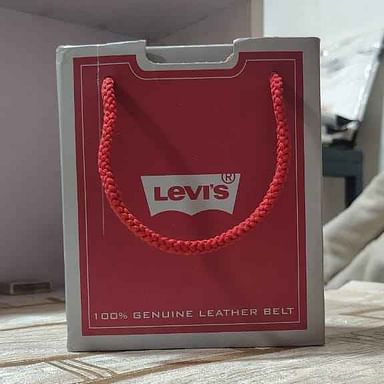 LEVI'S®
100% GENUINE LEATHER BELT